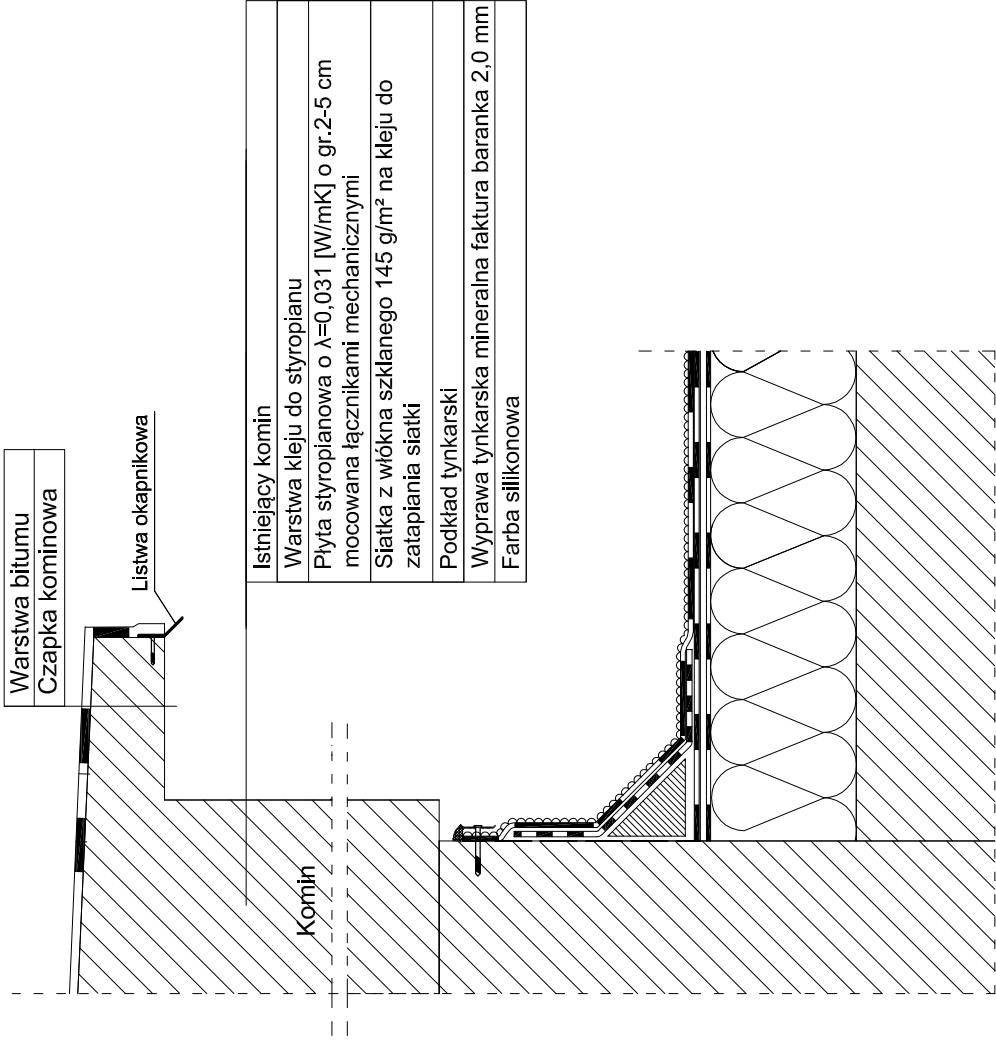 Warstwa bitumu
Czapka kominowa
Listwa okapnikowa
Istniejący komin
Warstwa kleju do styropianu
Płyta styropianowa o λ=0,031 [W/mK] o gr.2-5 cm
mocowana łącznikami mechanicznymi
Siatka z włókna szklanego 145 g/m² na kleju do
zatapiania siatki
Podkład tynkarski
Wyprawa tynkarska mineralna faktura baranka 2,0 mm
Farba silikonowa
Komin